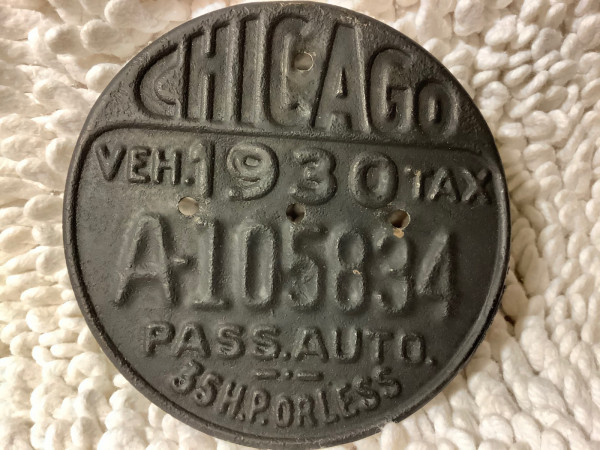 CHICAGO
VEH. 1930 TAX
A-105834
PASS. AUTO.
35 H.P. OR LESS